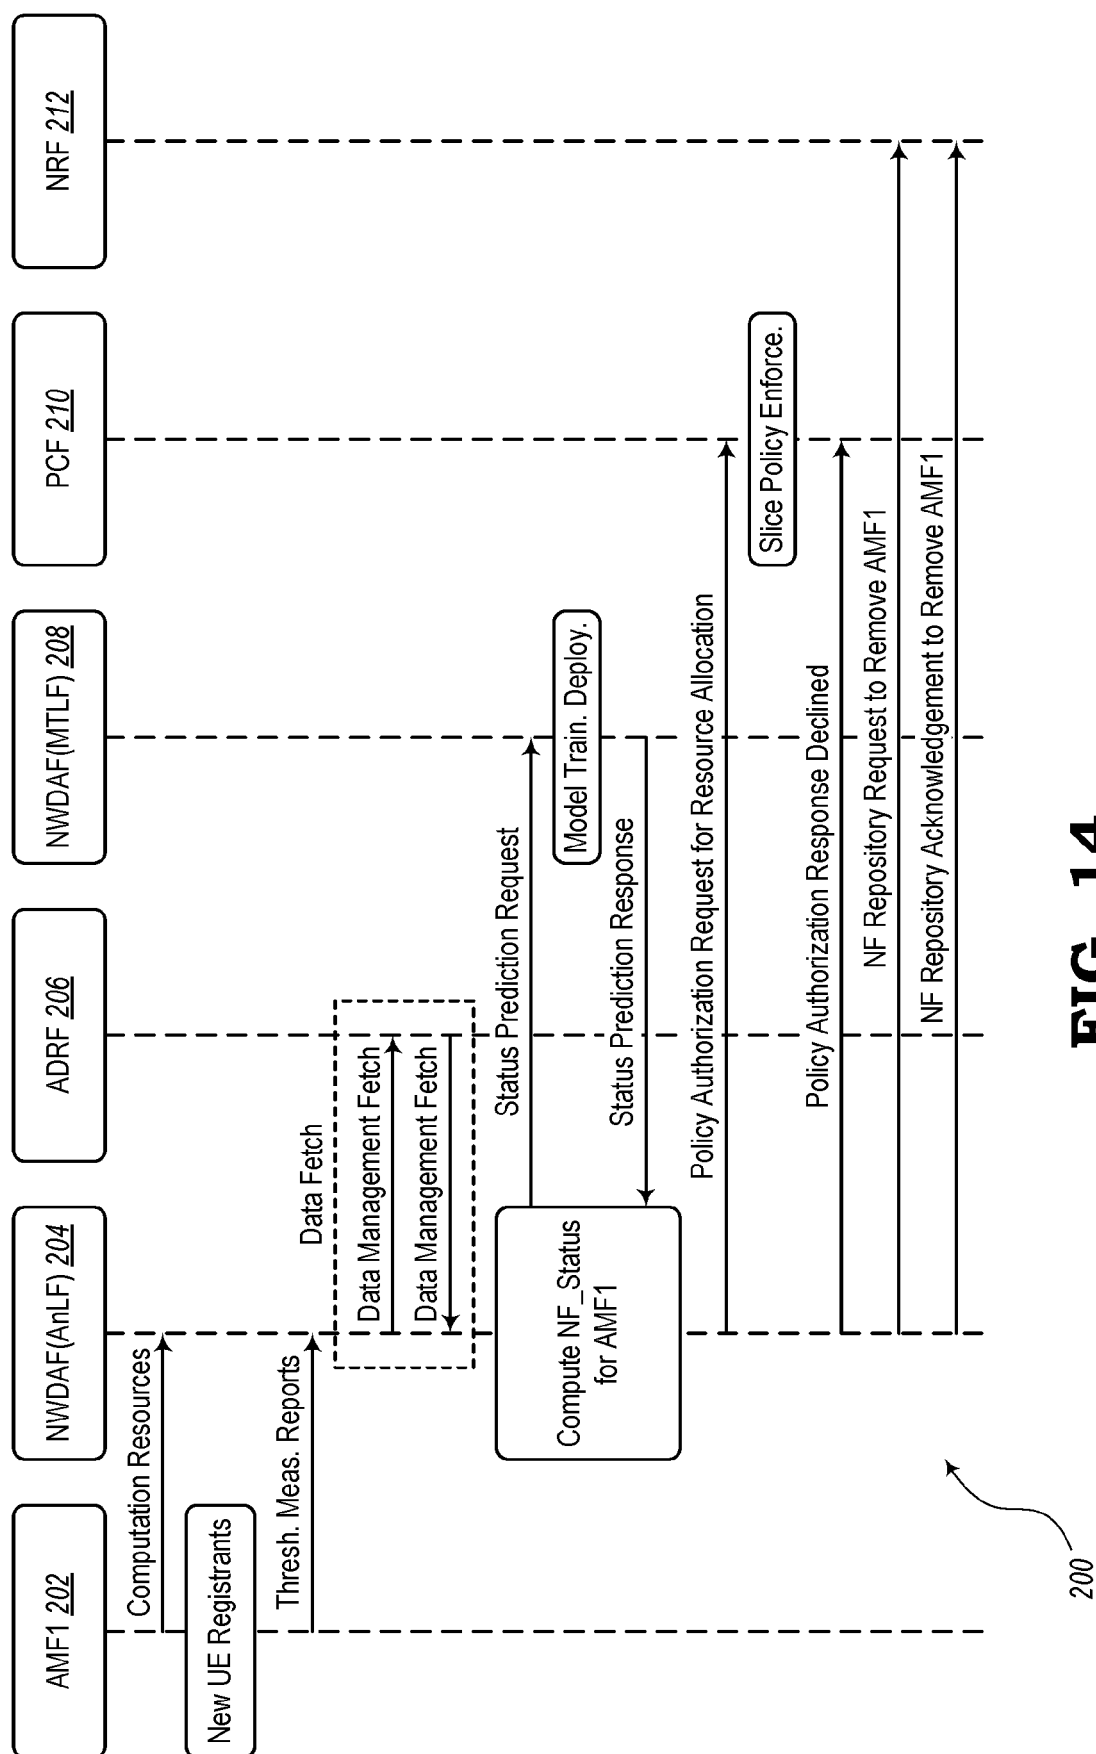 AMF1 202
NWDAF(AnLF) 204
ADRF 206
NWDAF(MTLF) 208
PCF 210
NRF 212
Computation Resources
New UE Registrants
Thresh. Meas. Reports
Data Fetch
Data Management Fetch
Data Management Fetch
Compute NF_Status
for AMF1
Status Prediction Request
Model Train. Deploy.
Status Prediction Response
Policy Authorization Request for Resource Allocation
Slice Policy Enforce.
Policy Authorization Response Declined
NF Repository Request to Remove AMF1
NF Repository Acknowledgement to Remove AMF1
200
FIG. 14